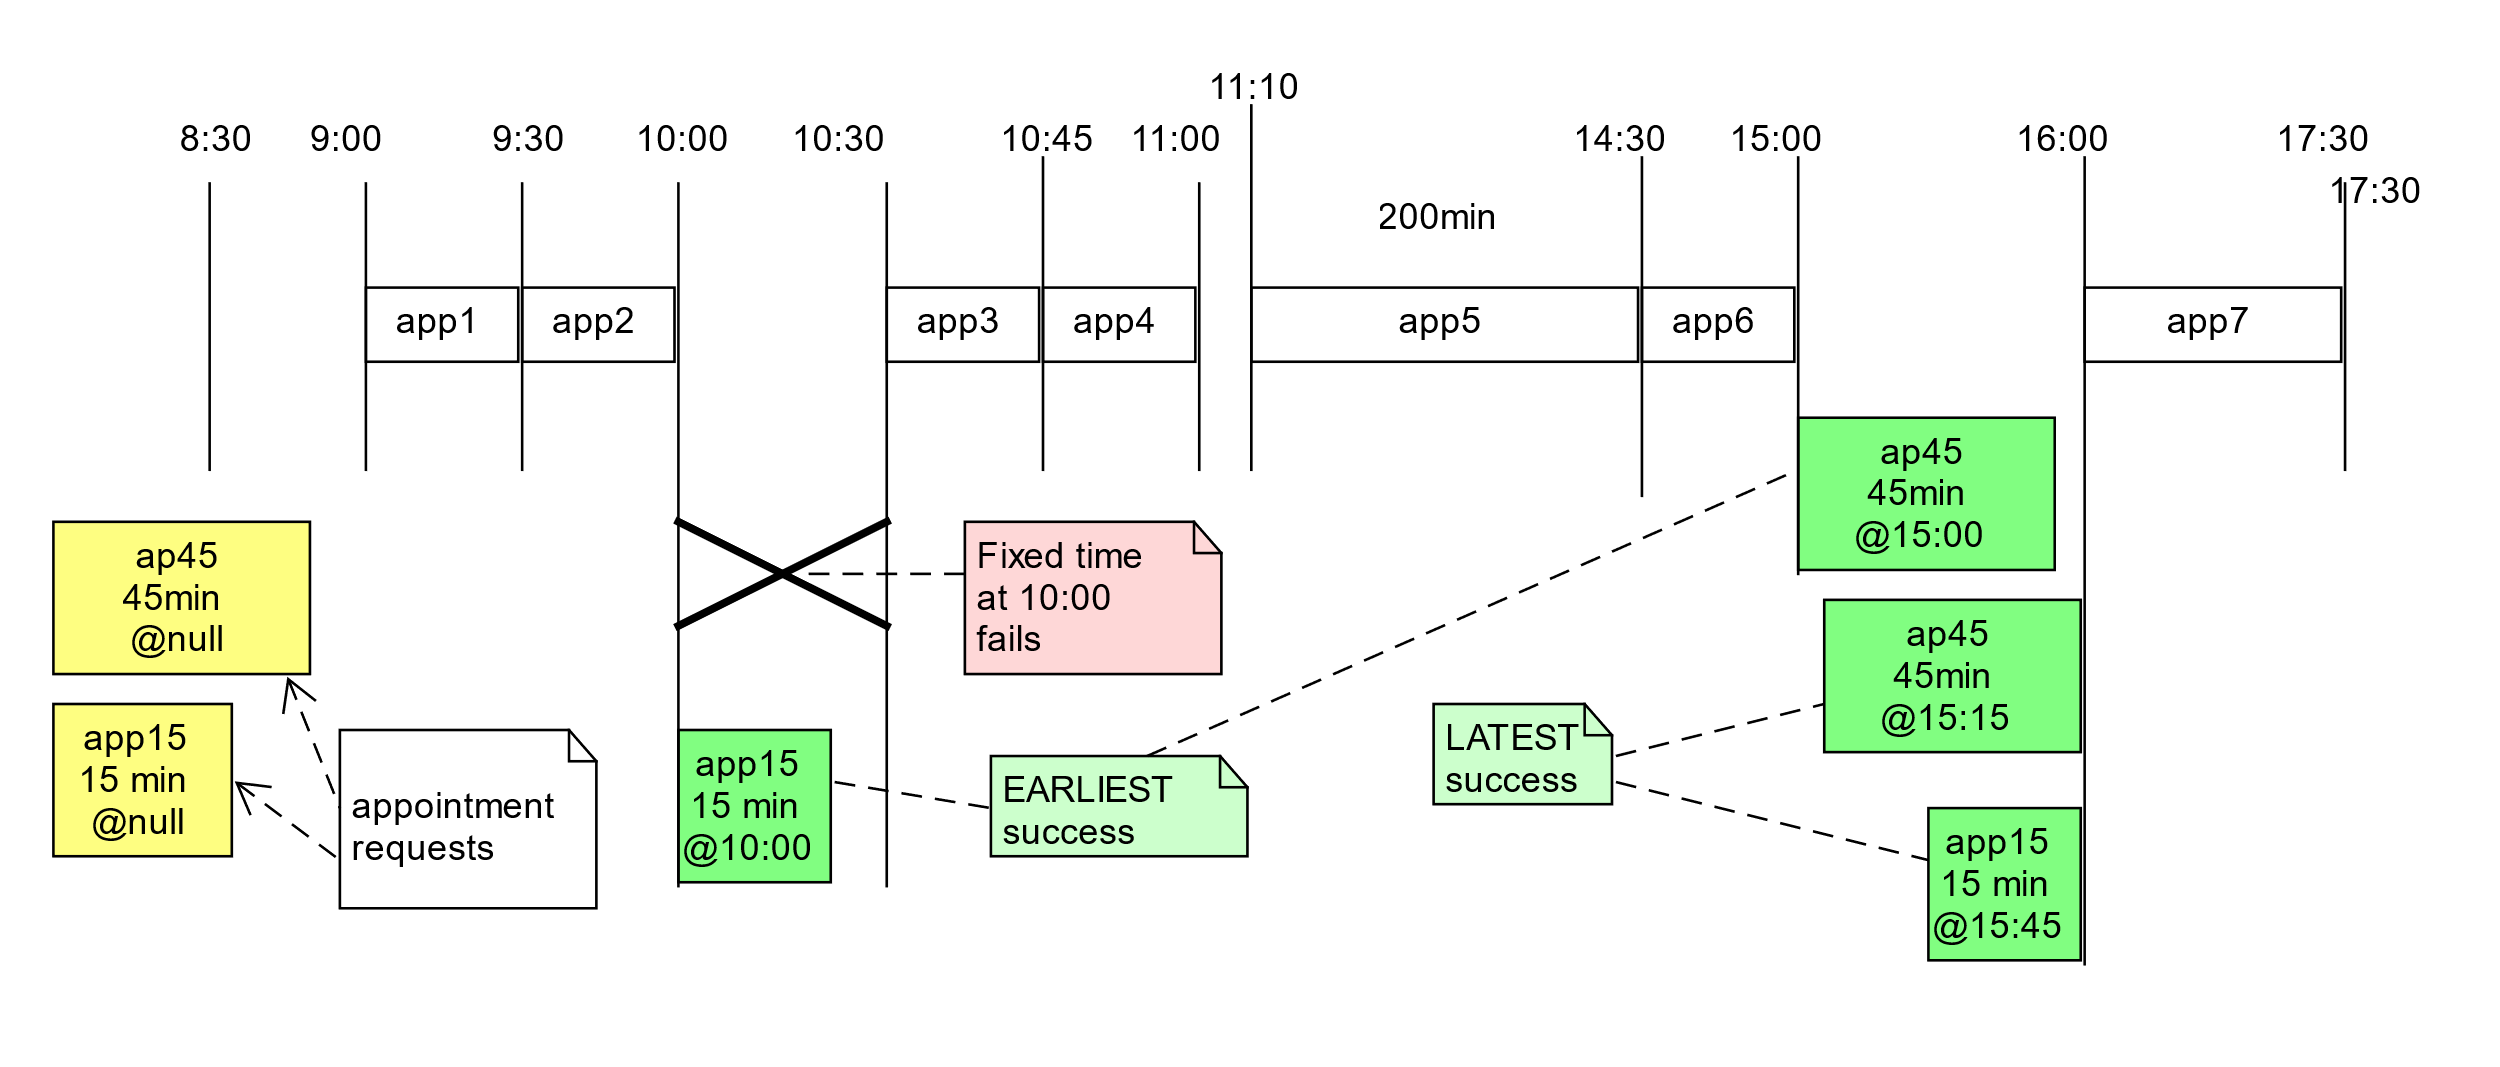 11:10
8:30
9:00
9:30
10:00
10:30
10:45
11:00
14:30
15:00
16:00
17:30
17:30
200min
app1
app2
app3
app4
app5
app6
app7
ap45
45min
@15:00
ap45
45min
@null
Fixed time
at 10:00
fails
ap45
45min
@15:15
app15
15 min
@null
appointment
requests
app15
15 min
@10:00
EARLIEST
success
LATEST
success
app15
15 min
@15:45